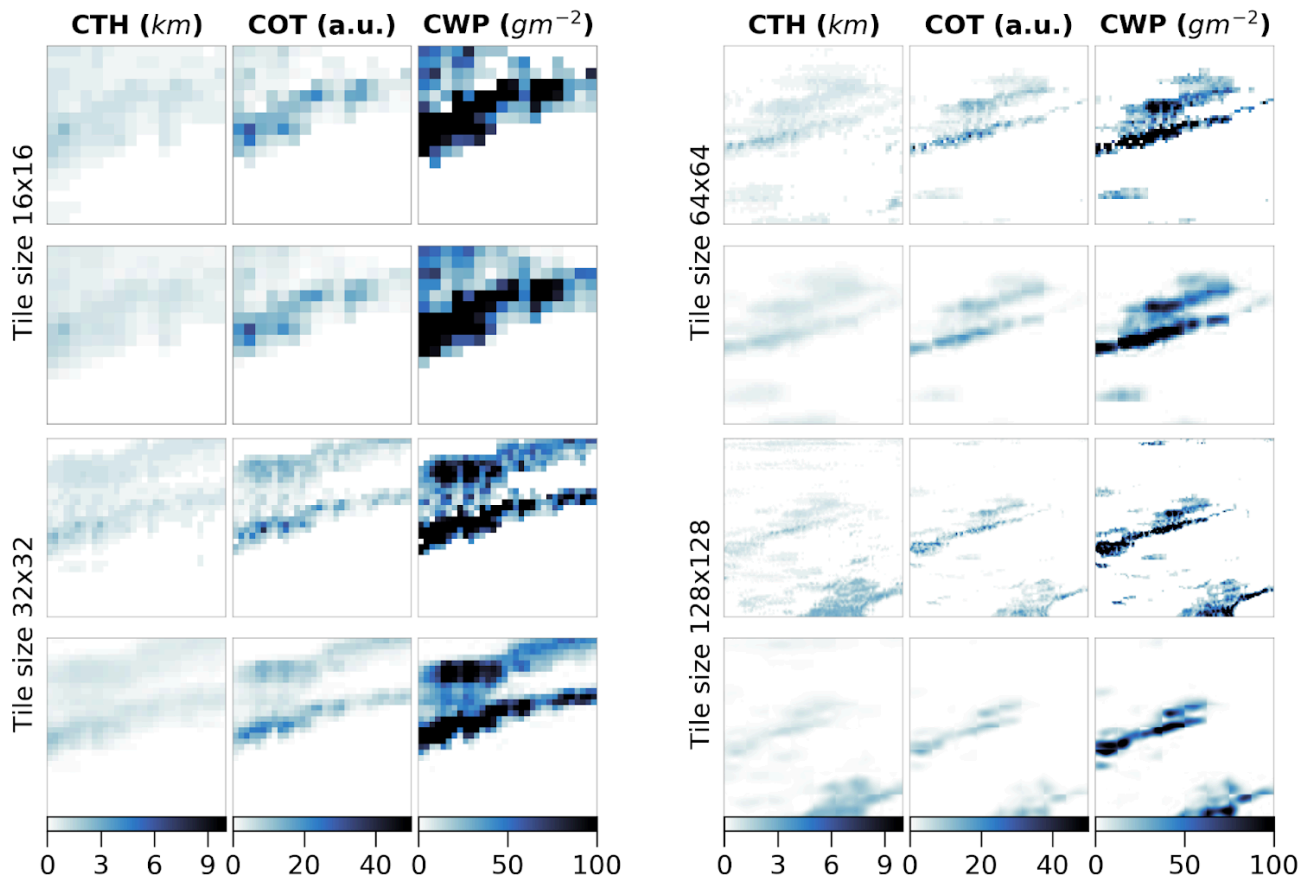 CTH (km) COT (a.u.) CWP (gm⁻²)
Tile size 16x16
Tile size 32x32
0 3 6 9 0 20 40 0 50 100
CTH (km) COT (a.u.) CWP (gm⁻²)
Tile size 64x64
Tile size 128x128
0 3 6 9 0 20 40 0 50 100